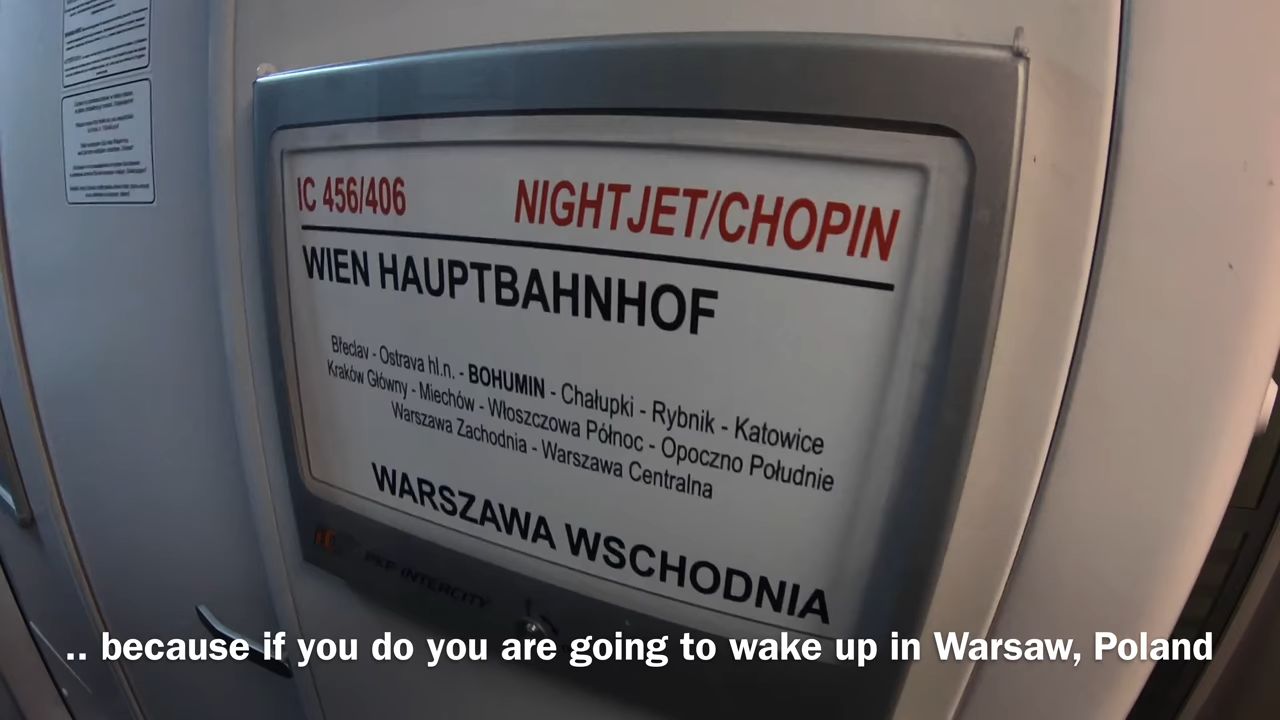 IC 456/406 NIGHTJET/CHOPIN
WIEN HAUPTBAHNHOF
Břeclav - Ostrava hl.n. - BOHUMIN - Chałupki - Rybnik - Katowice
Kraków Główny - Miechów - Włoszczowa Północ - Opoczno Południe
Warszawa Zachodnia - Warszawa Centralna
WARSZAWA WSCHODNIA
PKP INTERCITY
.. because if you do you are going to wake up in Warsaw, Poland